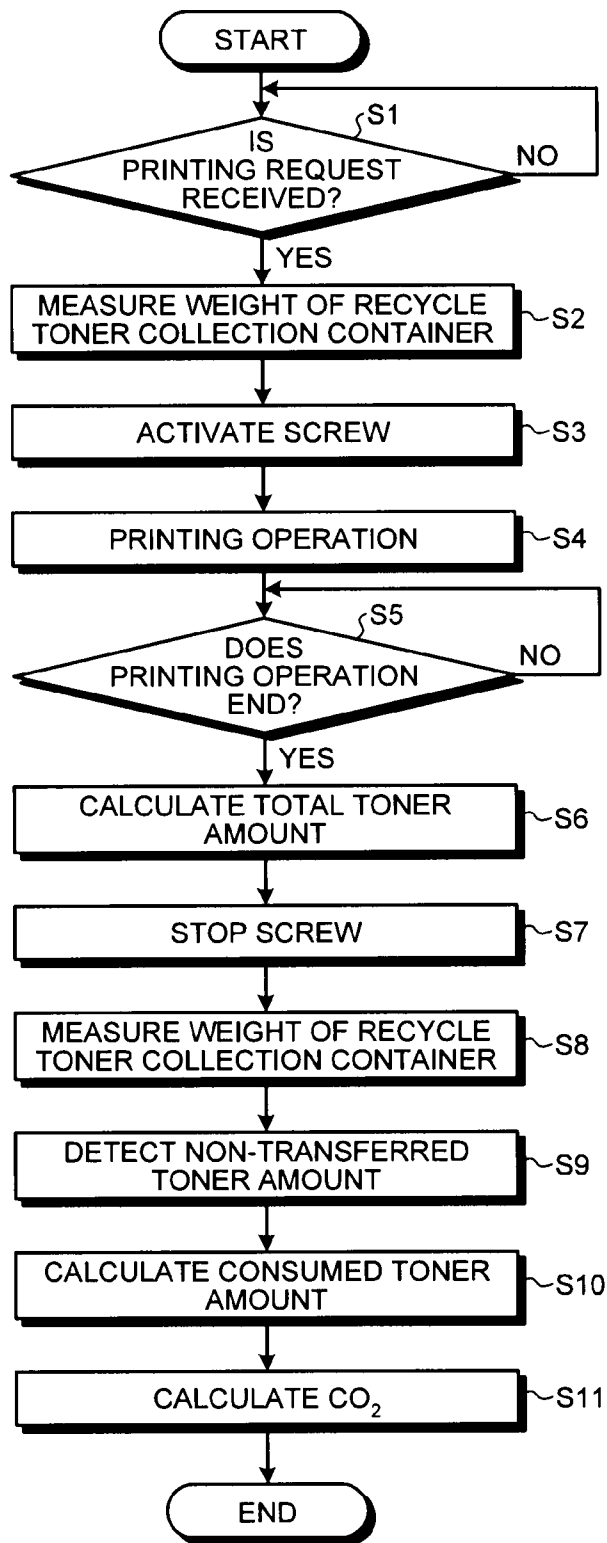 START
S1
IS
PRINTING REQUEST
RECEIVED?
NO
YES
MEASURE WEIGHT OF RECYCLE
TONER COLLECTION CONTAINER
S2
ACTIVATE SCREW
S3
PRINTING OPERATION
S4
S5
DOES
PRINTING OPERATION
END?
NO
YES
CALCULATE TOTAL TONER
AMOUNT
S6
STOP SCREW
S7
MEASURE WEIGHT OF RECYCLE
TONER COLLECTION CONTAINER
S8
DETECT NON-TRANSFERRED
TONER AMOUNT
S9
CALCULATE CONSUMED TONER
AMOUNT
S10
CALCULATE CO₂
S11
END